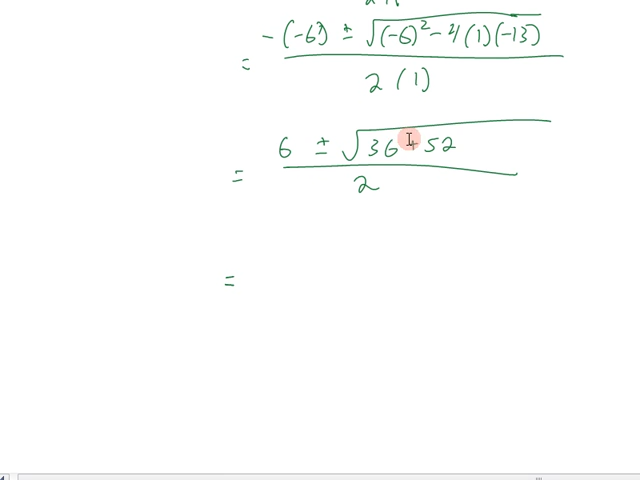 = -(-6) ± √(-6)² - 4(1)(-13)
2(1)
= 6 ± √36 + 52
2
=